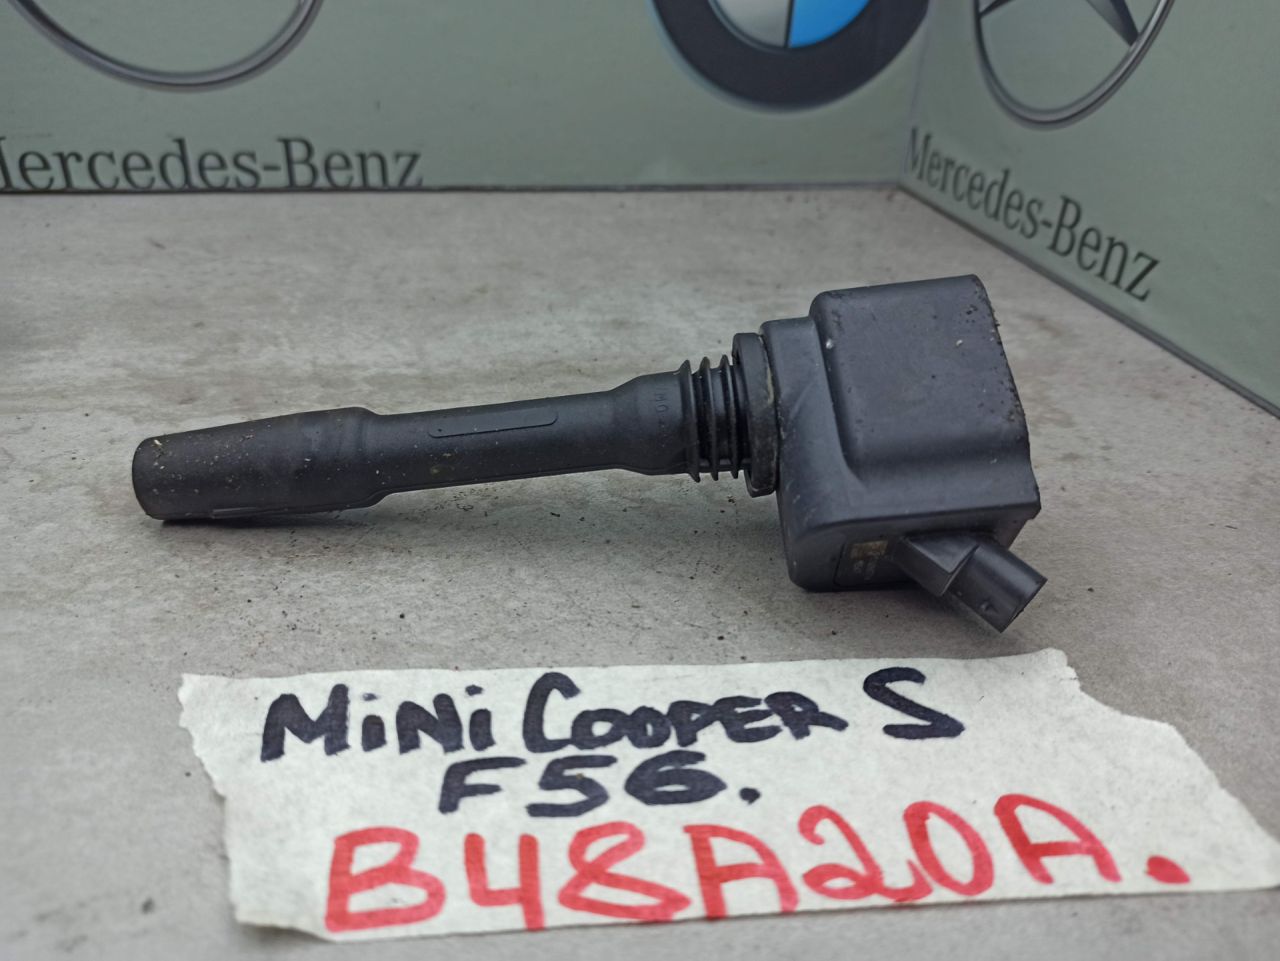 Mercedes-Benz
Mercedes-Benz
MINI COOPER S
F56.
B48A20A.